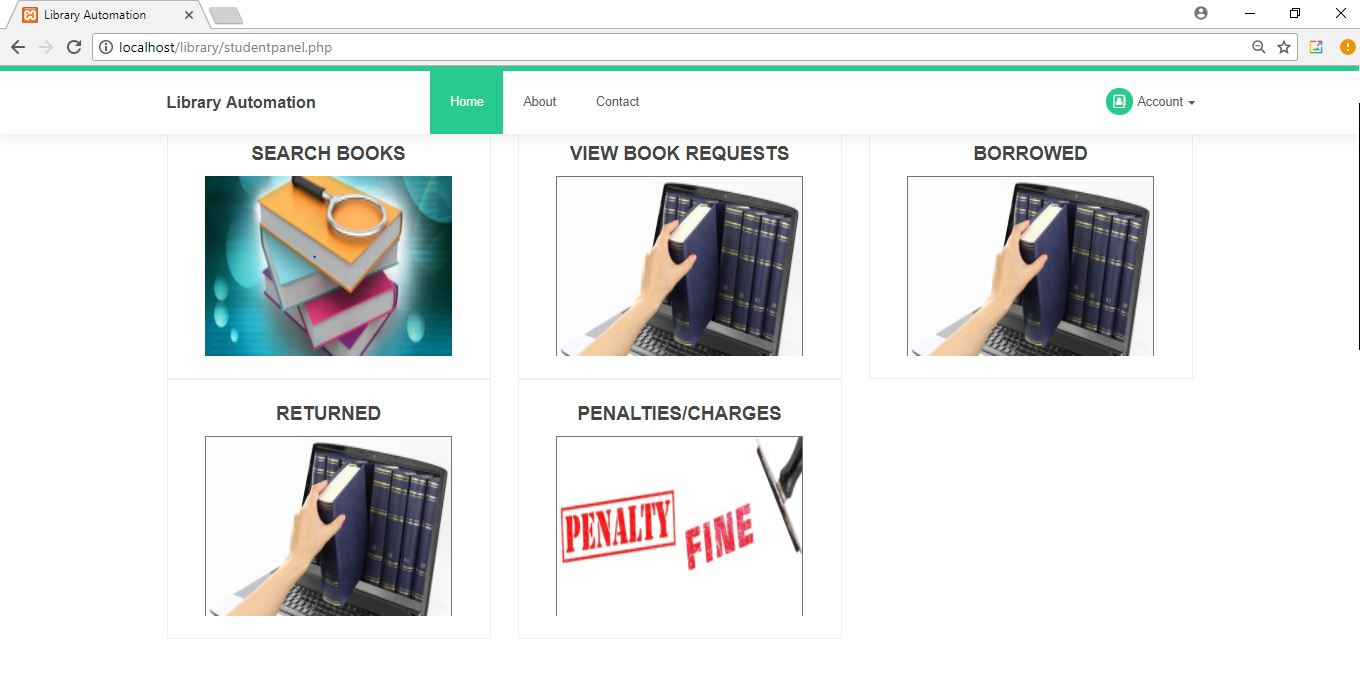 Library Automation
localhost/library/studentpanel.php
Library Automation
Home
About
Contact
Account
SEARCH BOOKS
VIEW BOOK REQUESTS
BORROWED
RETURNED
PENALTIES/CHARGES
PENALTY
FINE